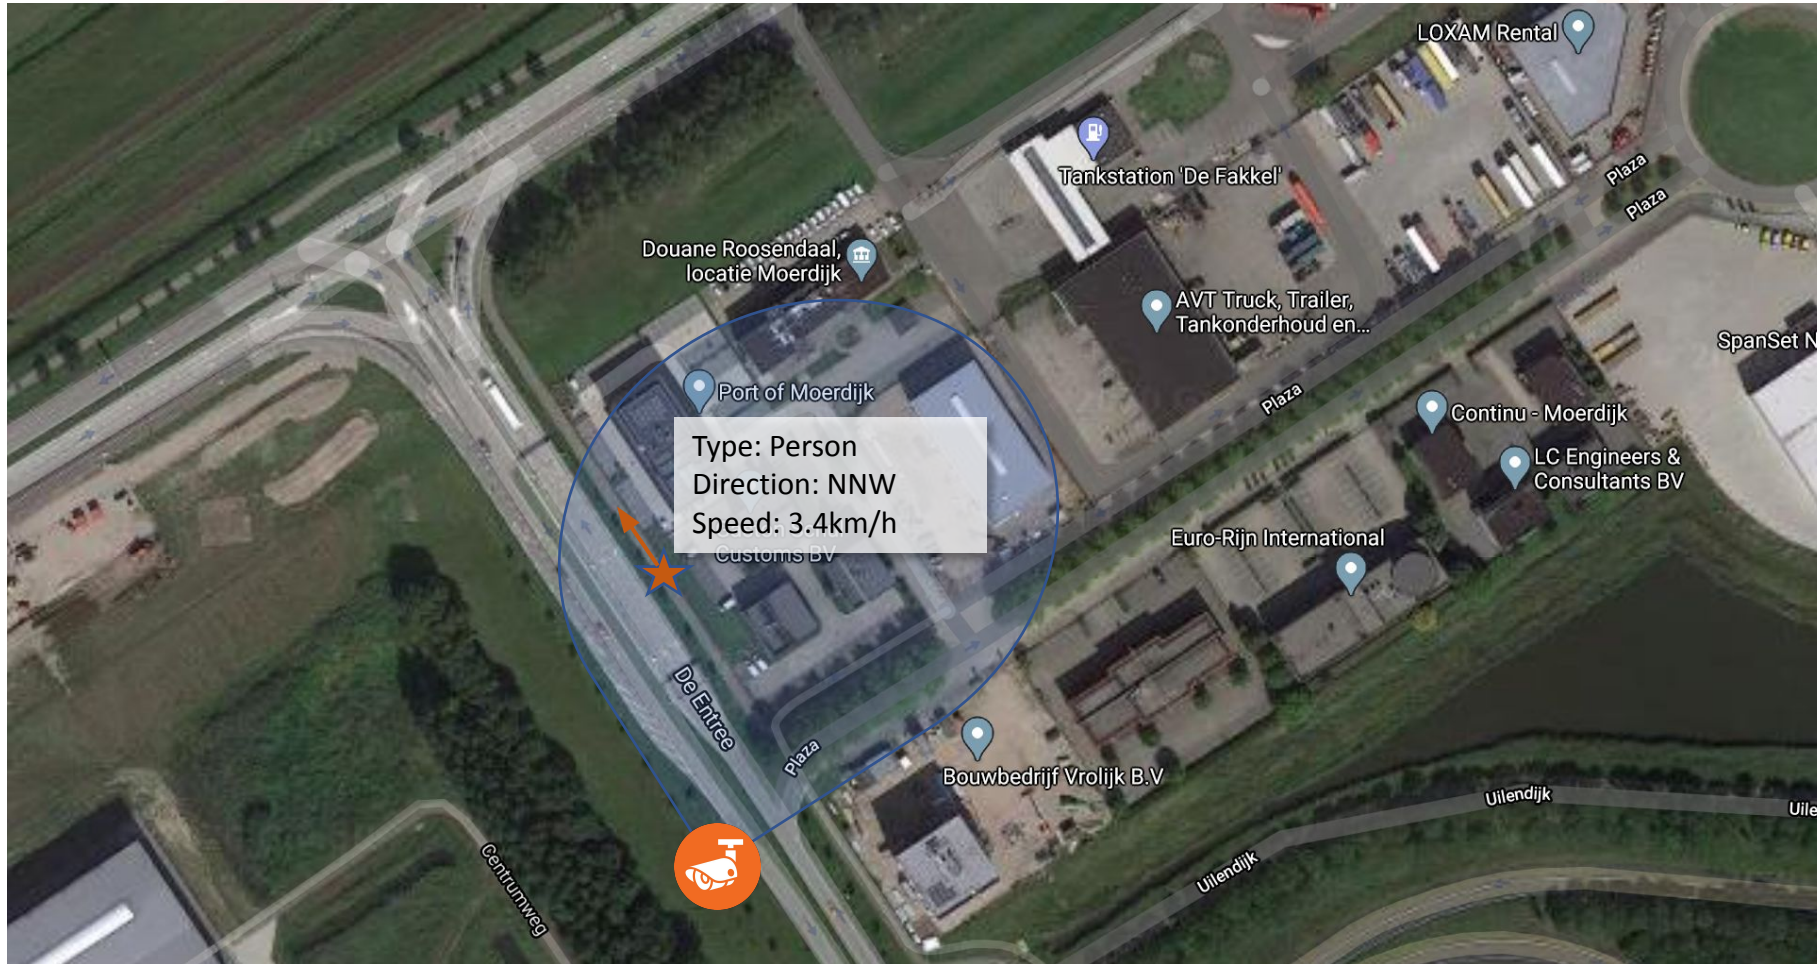 LOXAM Rental
Tankstation 'De Fakkel'
Plaza
Plaza
Douane Roosendaal,
locatie Moerdijk
AVT Truck, Trailer,
Tankonderhoud en...
SpanSet N
Port of Moerdijk
Plaza
Continu - Moerdijk
Type: Person
Direction: NNW
Speed: 3.4km/h
LC Engineers &
Consultants BV
Customs BV
Euro-Rijn International
De Entree
Plaza
Bouwbedrijf Vrolijk B.V
Uilendijk
Uile
Uilendijk
Centrumweg